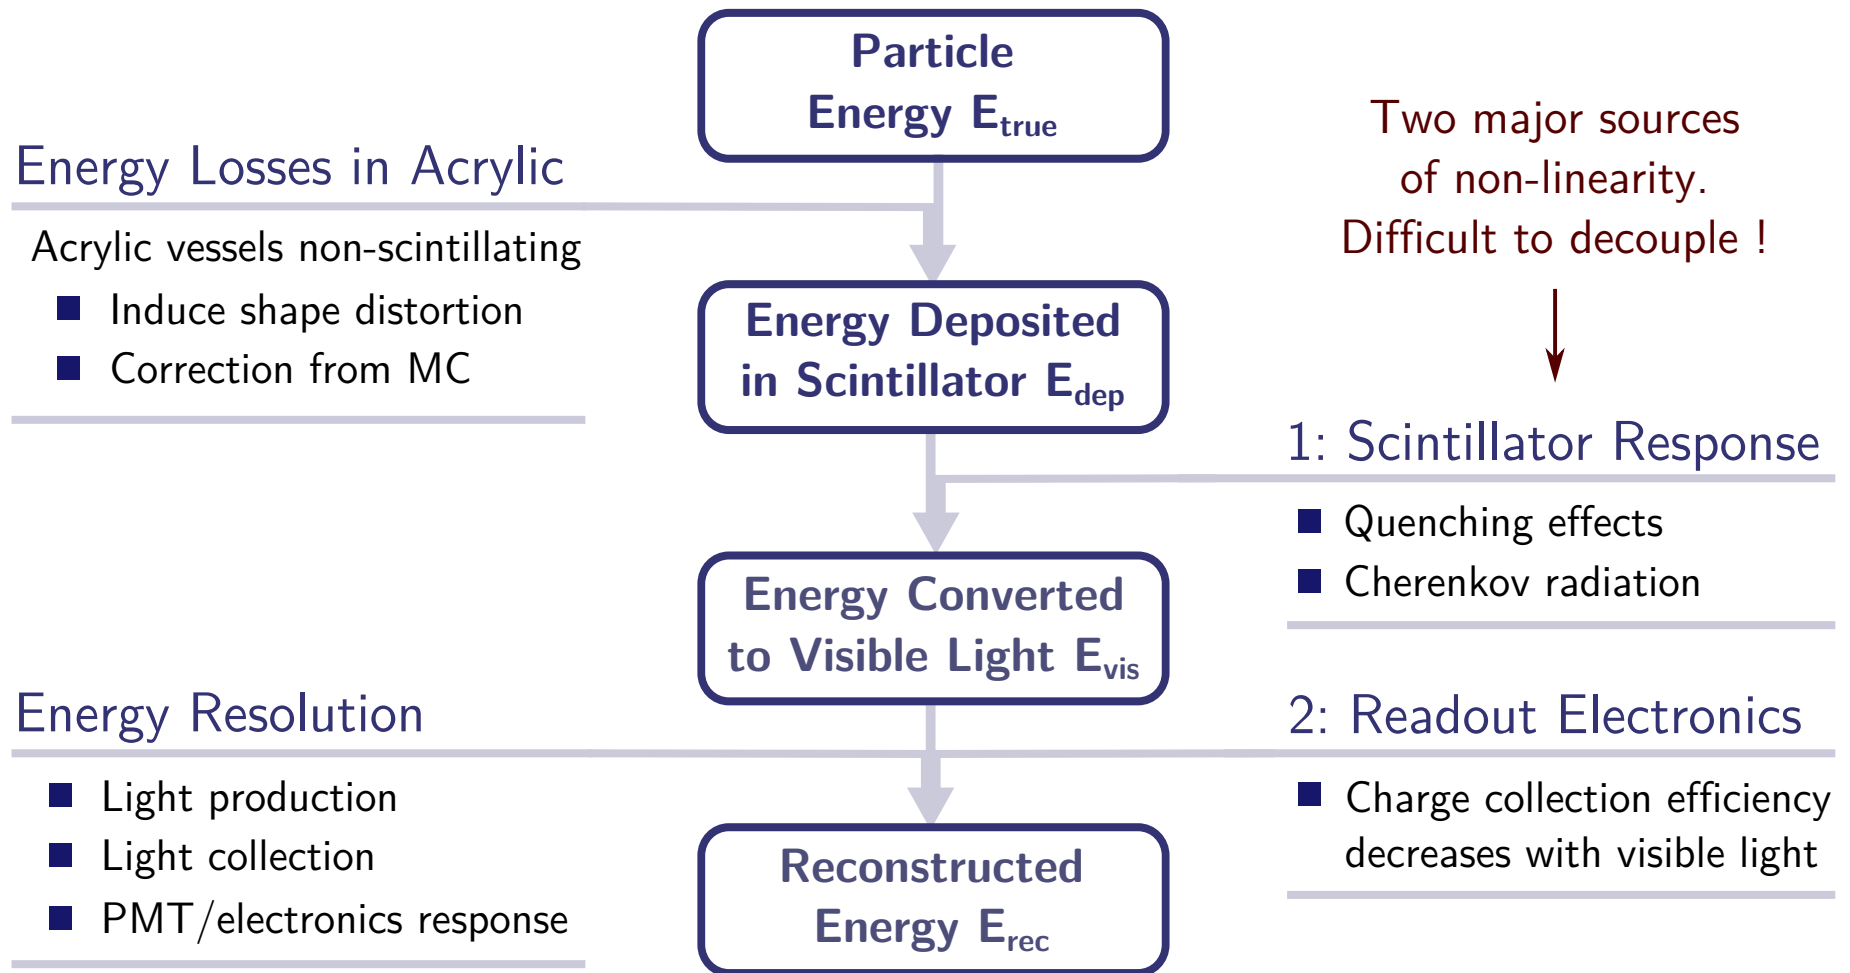 Particle
Energy E_true
Energy Losses in Acrylic
Acrylic vessels non-scintillating
Induce shape distortion
Correction from MC
Two major sources
of non-linearity.
Difficult to decouple !
Energy Deposited
in Scintillator E_dep
1: Scintillator Response
Quenching effects
Cherenkov radiation
Energy Converted
to Visible Light E_vis
Energy Resolution
Light production
Light collection
PMT/electronics response
2: Readout Electronics
Charge collection efficiency
decreases with visible light
Reconstructed
Energy E_rec